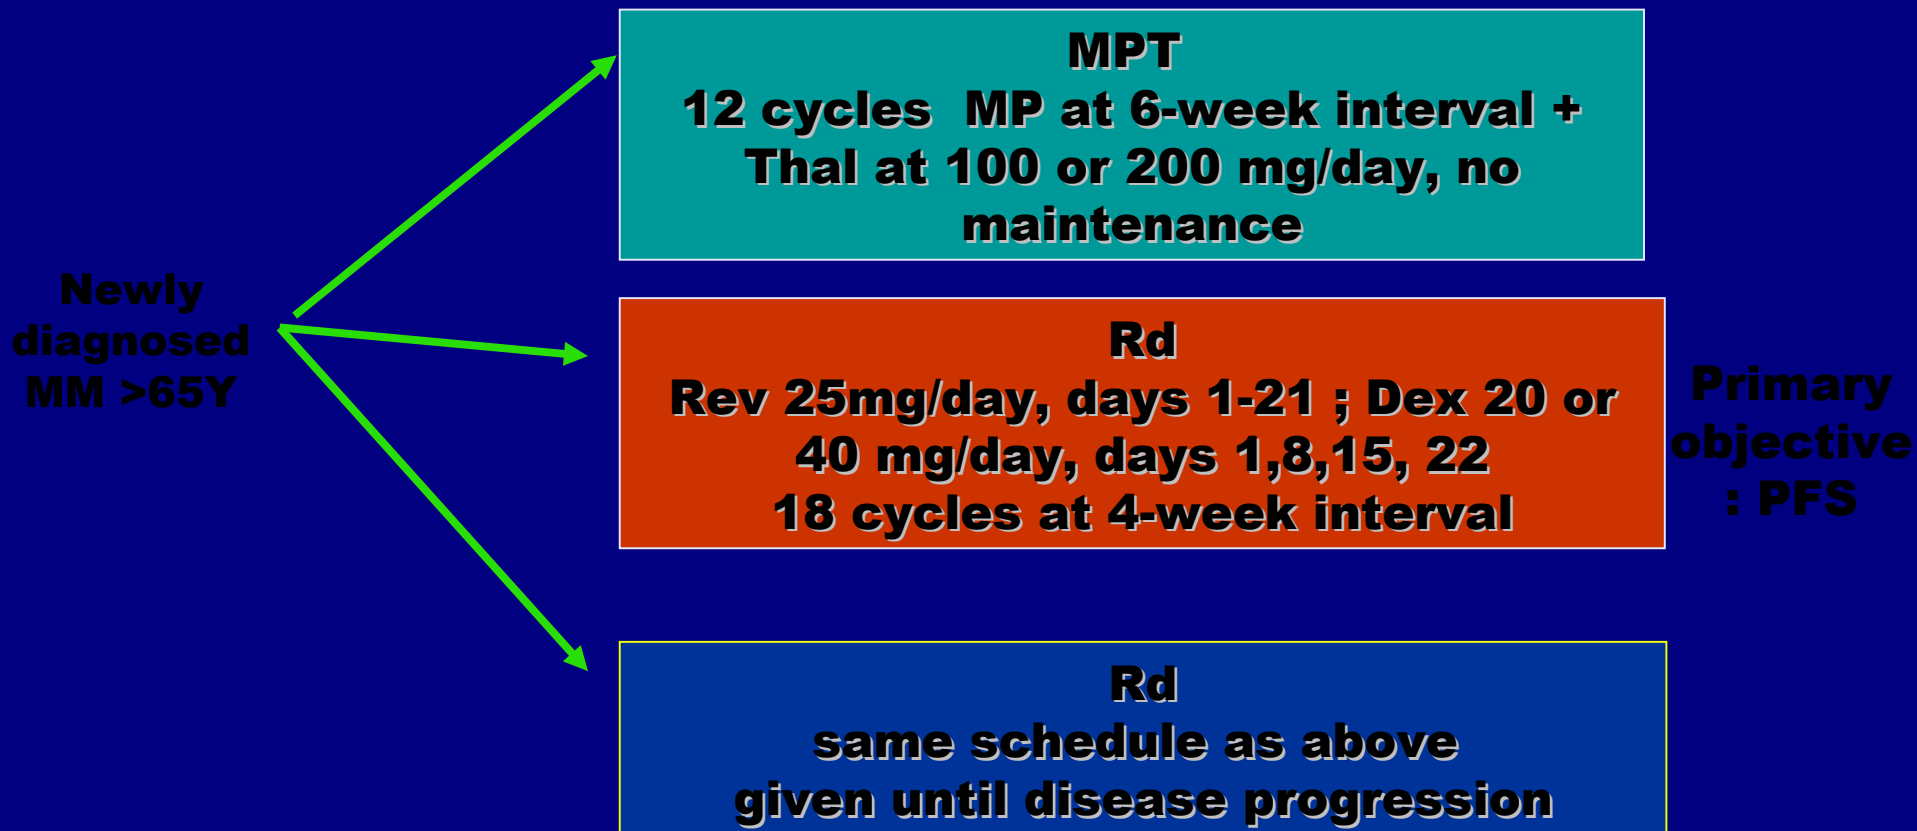 Newly
diagnosed
MM >65Y
MPT
12 cycles  MP at 6-week interval +
Thal at 100 or 200 mg/day, no
maintenance
Rd
Rev 25mg/day, days 1-21 ; Dex 20 or
40 mg/day, days 1,8,15, 22
18 cycles at 4-week interval
Rd
same schedule as above
given until disease progression
Primary
objective
: PFS